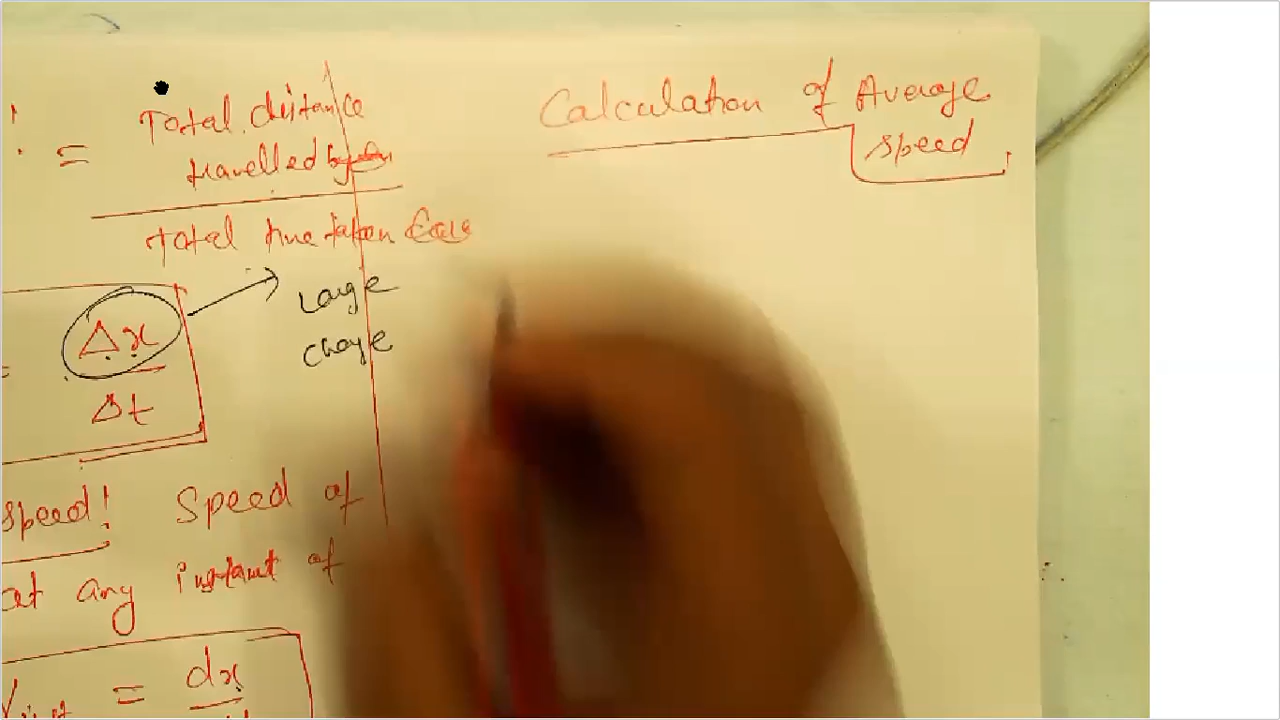 = Total distance
travelled
Total time taken
Δx
Δt
Large
Change
speed! Speed of
at any instant of
Vinst = dx
Calculation of Average
speed